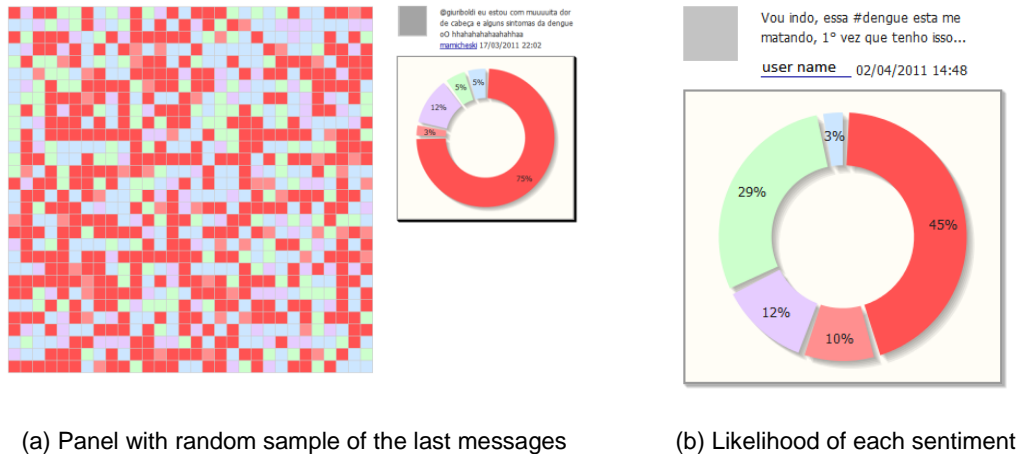 @giuriboldi eu estou com muuuuita dor
de cabeça e alguns sintomas da dengue
oO hhahahahahaahahhaa
mamicheski 17/03/2011 22:02
5%
5%
12%
3%
75%
Vou indo, essa #dengue esta me
matando, 1° vez que tenho isso...
user name 02/04/2011 14:48
3%
29%
45%
12%
10%
(a) Panel with random sample of the last messages
(b) Likelihood of each sentiment